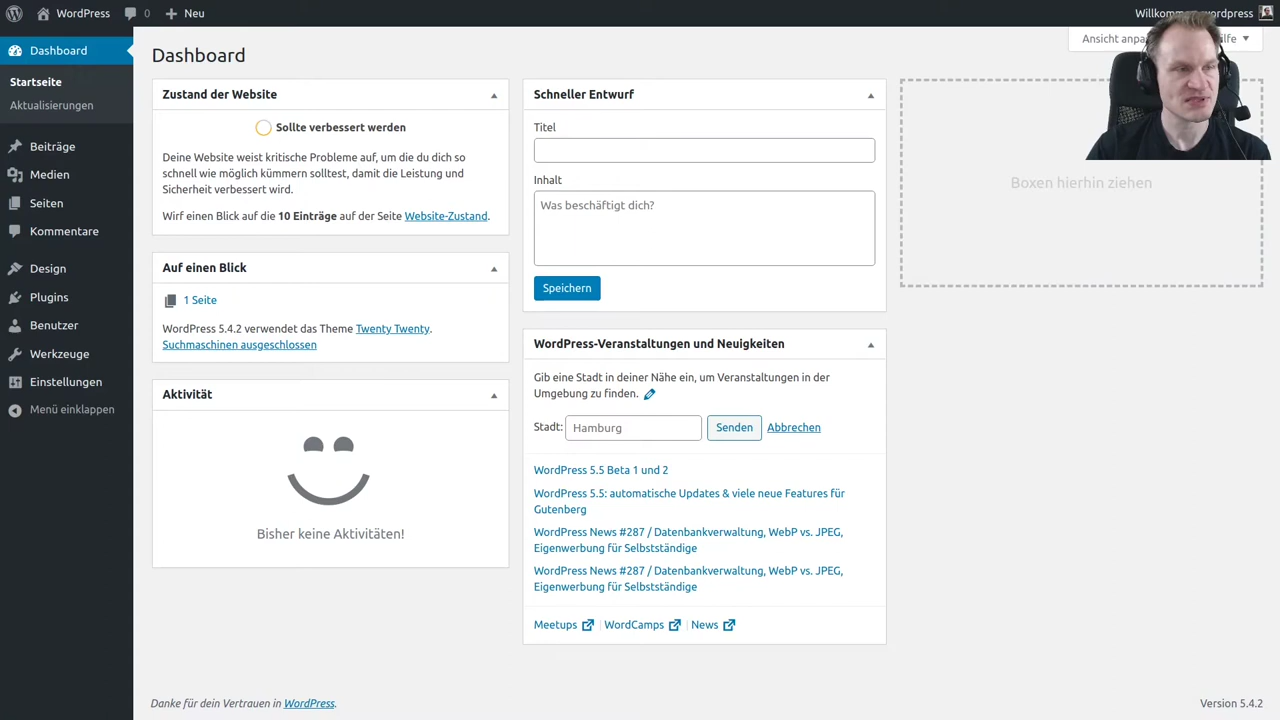 WordPress 0 Neu
wordpress
Dashboard
Startseite
Aktualisierungen
Beiträge
Medien
Seiten
Kommentare
Design
Plugins
Benutzer
Werkzeuge
Einstellungen
Menü einklappen
Dashboard
Zustand der Website
Sollte verbessert werden
Deine Website weist kritische Probleme auf, um die du dich so
schnell wie möglich kümmern solltest, damit die Leistung und
Sicherheit verbessert wird.
Wirf einen Blick auf die 10 Einträge auf der Seite Website-Zustand.
Auf einen Blick
1 Seite
WordPress 5.4.2 verwendet das Theme Twenty Twenty.
Suchmaschinen ausgeschlossen
Aktivität
Bisher keine Aktivitäten!
Schneller Entwurf
Titel
Inhalt
Was beschäftigt dich?
Speichern
WordPress-Veranstaltungen und Neuigkeiten
Gib eine Stadt in deiner Nähe ein, um Veranstaltungen in der
Umgebung zu finden.
Stadt: Hamburg Senden Abbrechen
WordPress 5.5 Beta 1 und 2
WordPress 5.5: automatische Updates & viele neue Features für
Gutenberg
WordPress News #287 / Datenbankverwaltung, WebP vs. JPEG,
Eigenwerbung für Selbstständige
WordPress News #287 / Datenbankverwaltung, WebP vs. JPEG,
Eigenwerbung für Selbstständige
Meetups WordCamps News
Ansicht
Boxen hierhin ziehen
Danke für dein Vertrauen in WordPress.
Version 5.4.2